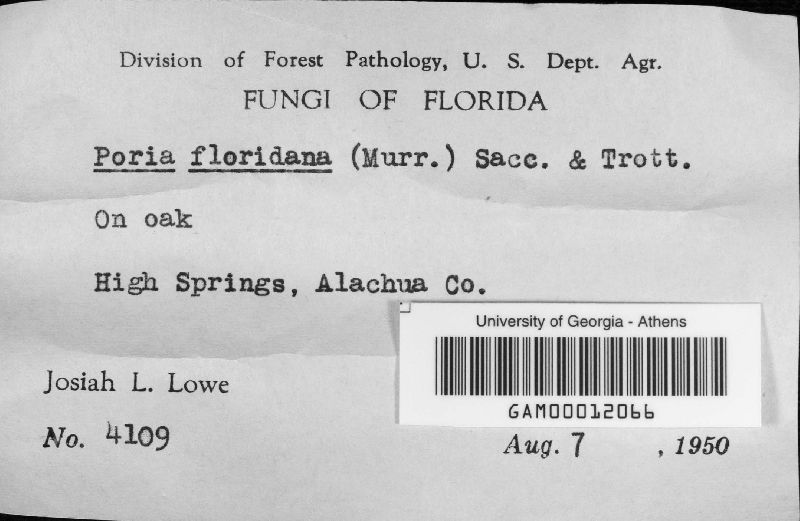 Division of Forest Pathology, U. S. Dept. Agr.
FUNGI OF FLORIDA
Poria floridana (Murr.) Sacc. & Trott.
On oak
High Springs, Alachua Co.
University of Georgia - Athens
GAM00012066
Josiah L. Lowe
No. 4109
Aug. 7 , 1950